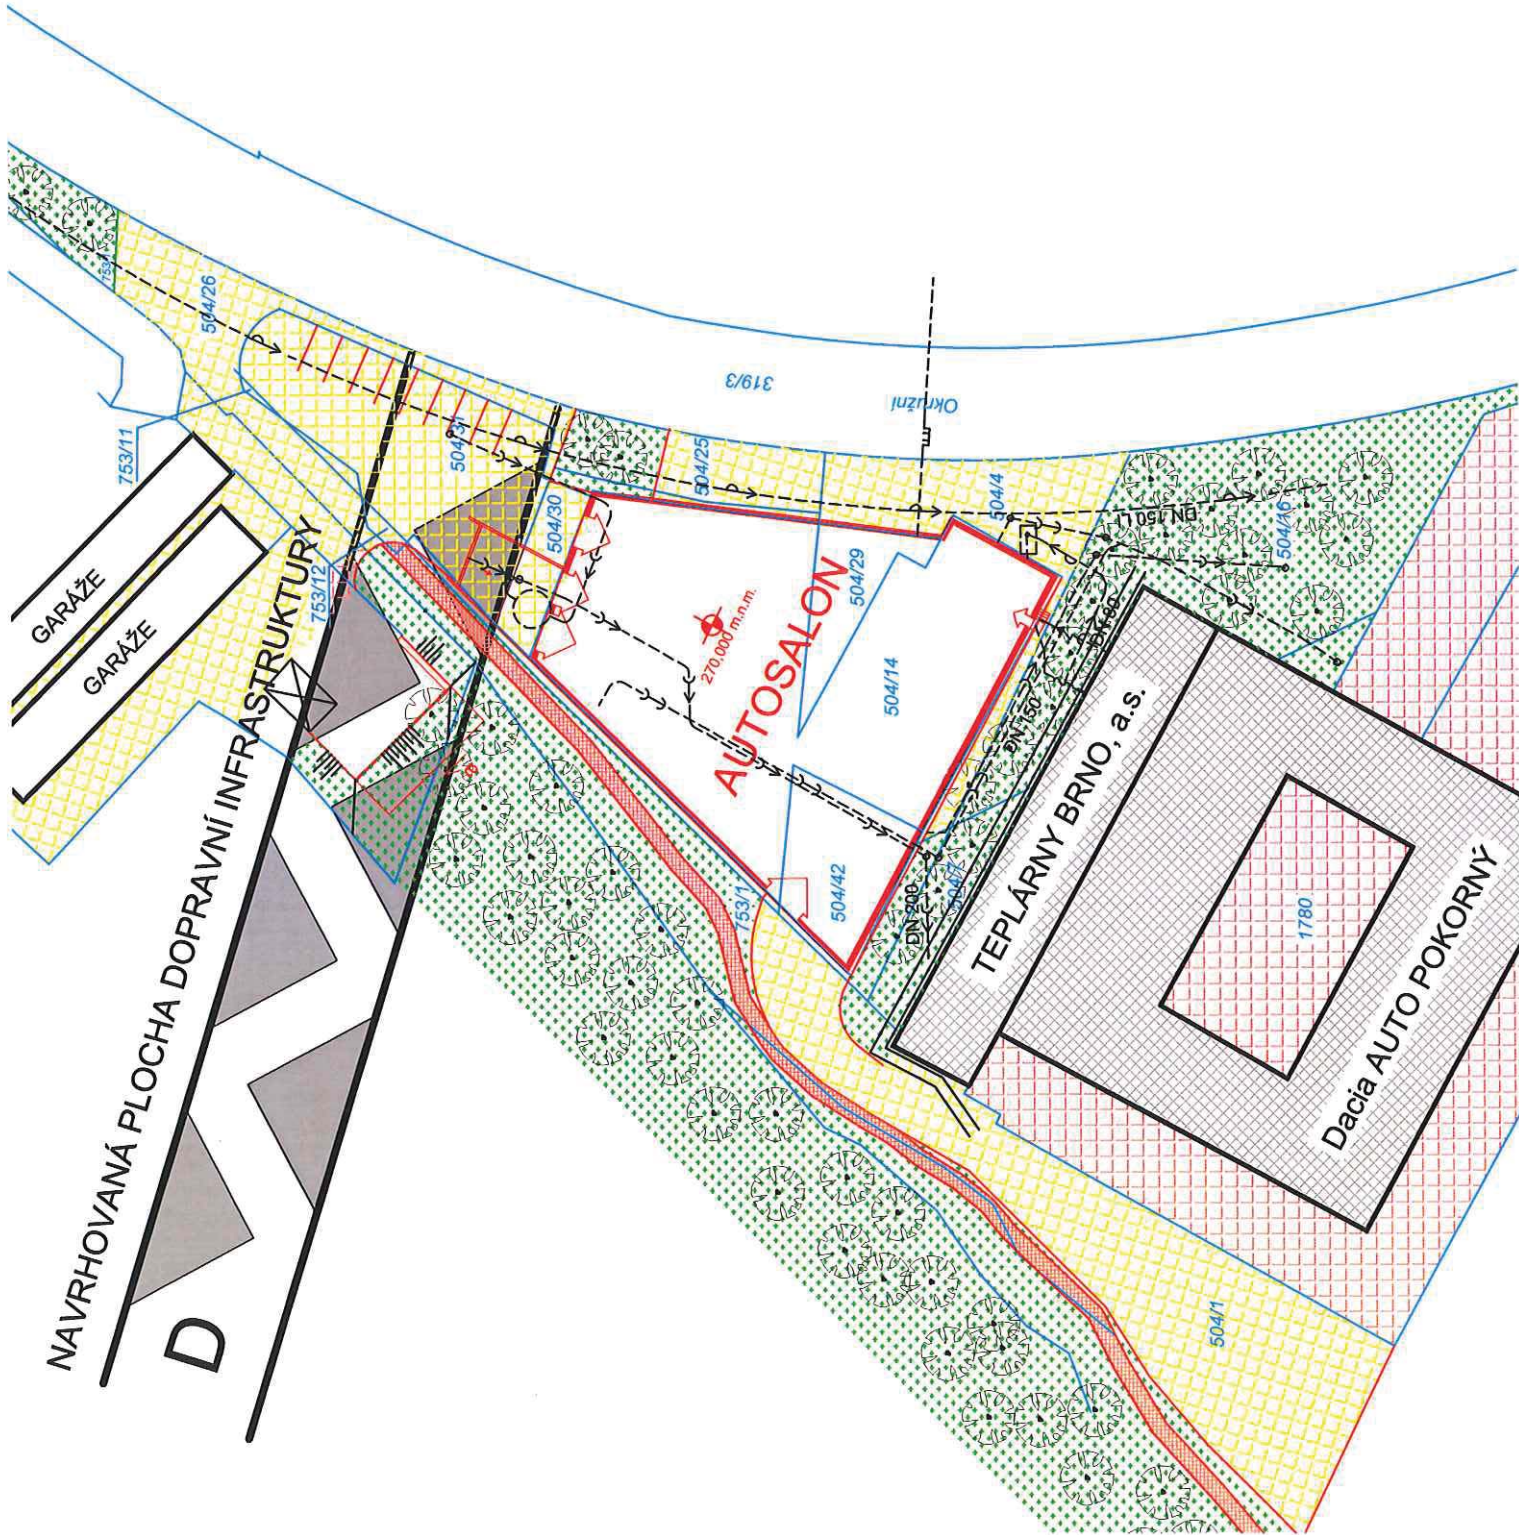 753/1
504/26
753/11
GARÁŽE
GARÁŽE
753/12
504/31
319/3
Okružní
504/25
504/30
504/4
DN 150
504/16
504/29
270,000 m.n.m.
AUTOSALON
504/14
DN 150
504/42
753/1
DN 200
504/7
NAVRHOVANÁ PLOCHA DOPRAVNÍ INFRASTRUKTURY
D
TEPLÁRNY BRNO, a.s.
1780
Dacia AUTO POKORNÝ
504/1